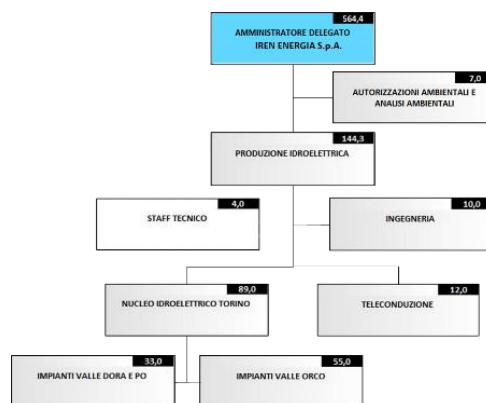 564,4
AMMINISTRATORE DELEGATO
IREN ENERGIA S.p.A.
7,0
AUTORIZZAZIONI AMBIENTALI E
ANALISI AMBIENTALI
144,3
PRODUZIONE IDROELETTRICA
4,0
STAFF TECNICO
10,0
INGEGNERIA
89,0
NUCLEO IDROELETTRICO TORINO
12,0
TELECONDUZIONE
33,0
IMPIANTI VALLE DORA E PO
55,0
IMPIANTI VALLE ORCO